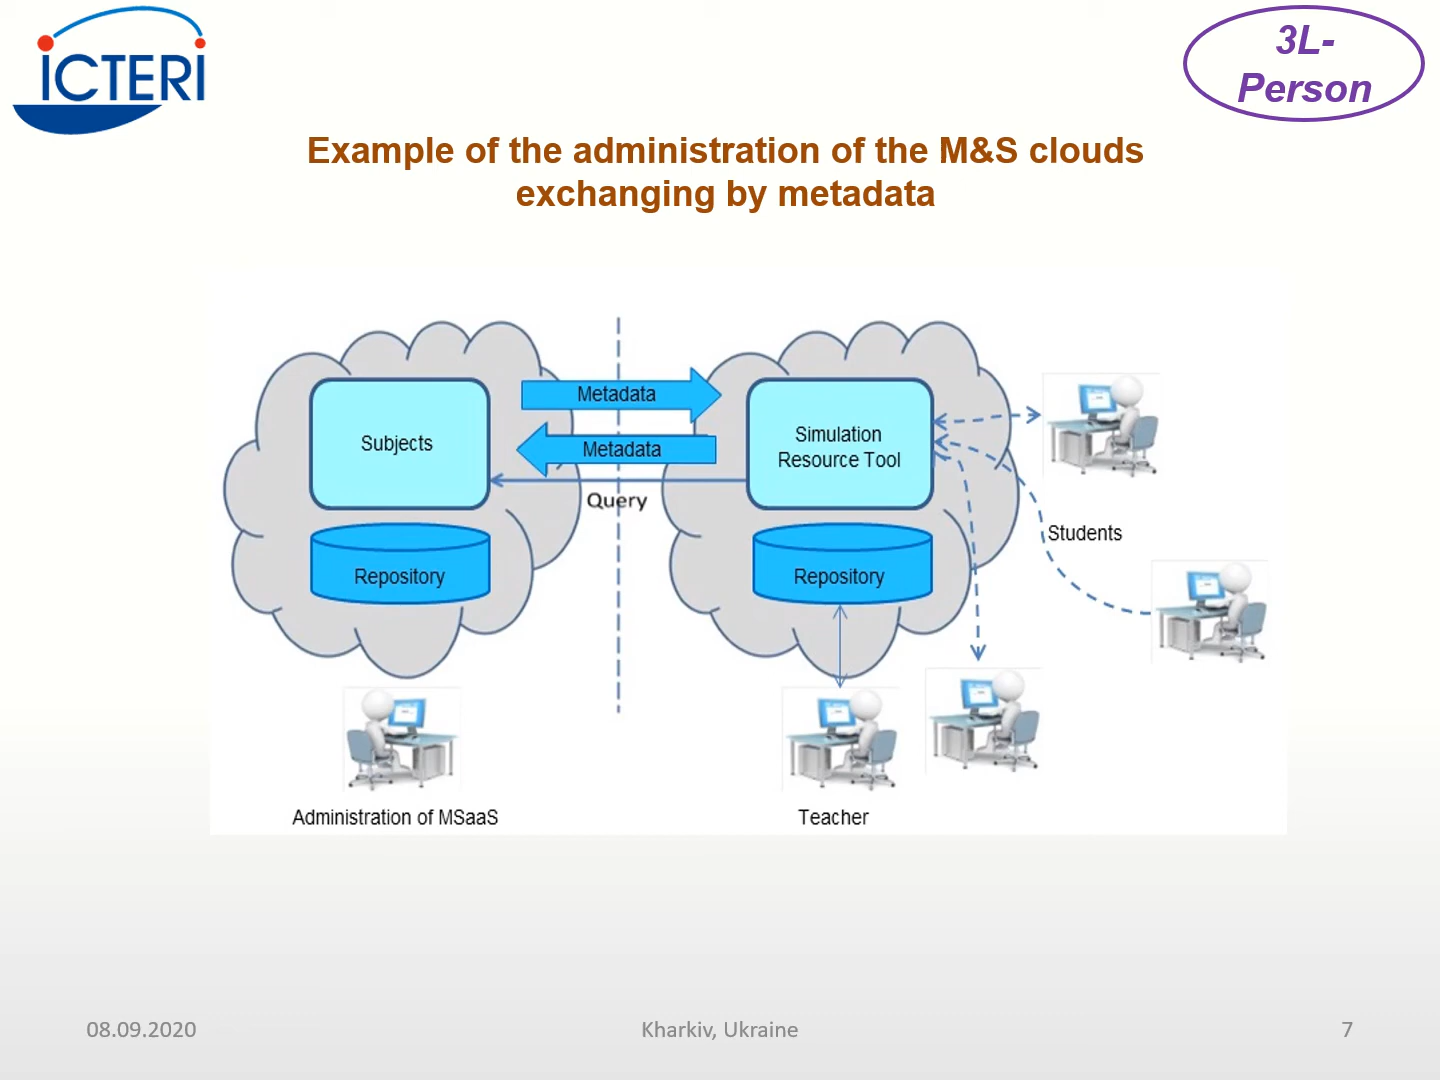 ICTERI
3L-
Person
Example of the administration of the M&S clouds
exchanging by metadata
Metadata
Subjects
Metadata
Simulation
Resource Tool
Query
Students
Repository
Repository
Administration of MSaaS
Teacher
08.09.2020
Kharkiv, Ukraine
7